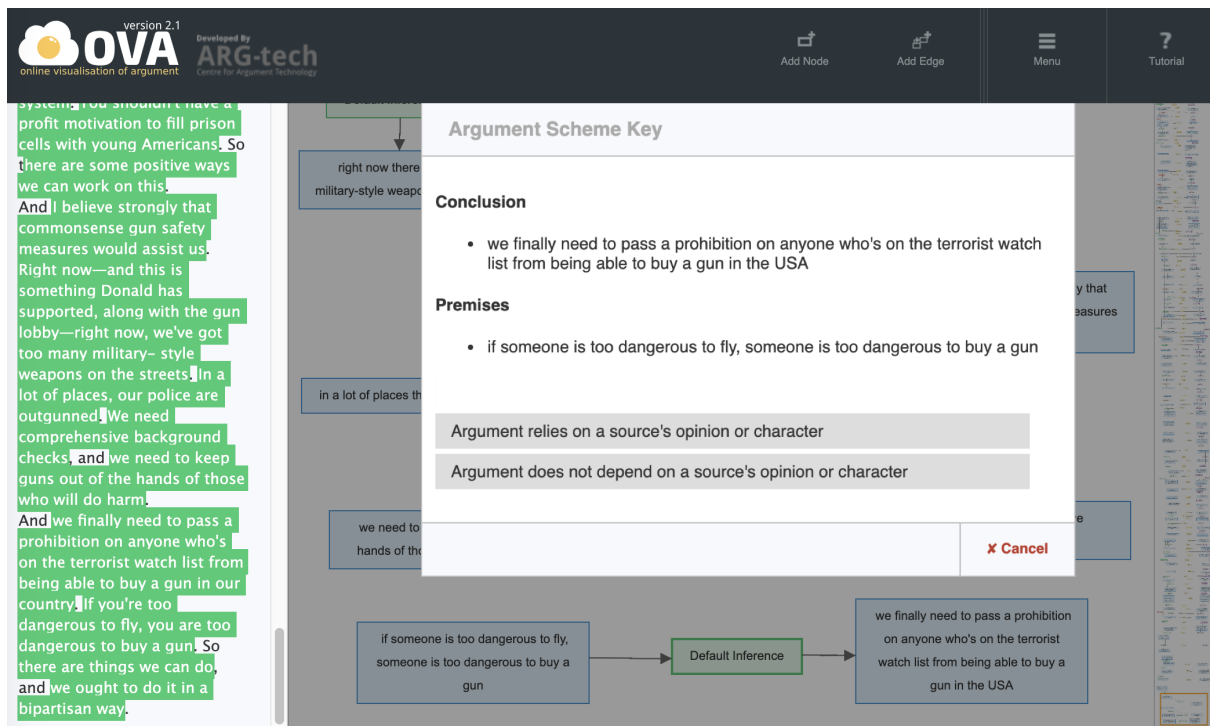 version 2.1
OVA
online visualisation of argument
Developed By
ARG-tech
Centre for Argument Technology
Add Node
Add Edge
Menu
?
Tutorial
system. You shouldn't have a
profit motivation to fill prison
cells with young Americans. So
there are some positive ways
we can work on this.
And I believe strongly that
commonsense gun safety
measures would assist us.
Right now—and this is
something Donald has
supported, along with the gun
lobby—right now, we've got
too many military- style
weapons on the streets. In a
lot of places, our police are
outgunned. We need
comprehensive background
checks, and we need to keep
guns out of the hands of those
who will do harm.
And we finally need to pass a
prohibition on anyone who's
on the terrorist watch list from
being able to buy a gun in our
country. If you're too
dangerous to fly, you are too
dangerous to buy a gun. So
there are things we can do,
and we ought to do it in a
bipartisan way.
right now there
military-style weapo
in a lot of places th
we need to
hands of tho
Argument Scheme Key
Conclusion
• we finally need to pass a prohibition on anyone who's on the terrorist watch
list from being able to buy a gun in the USA
Premises
• if someone is too dangerous to fly, someone is too dangerous to buy a gun
Argument relies on a source's opinion or character
Argument does not depend on a source's opinion or character
✘ Cancel
y that
easures
re
if someone is too dangerous to fly,
someone is too dangerous to buy a
gun
Default Inference
we finally need to pass a prohibition
on anyone who's on the terrorist
watch list from being able to buy a
gun in the USA